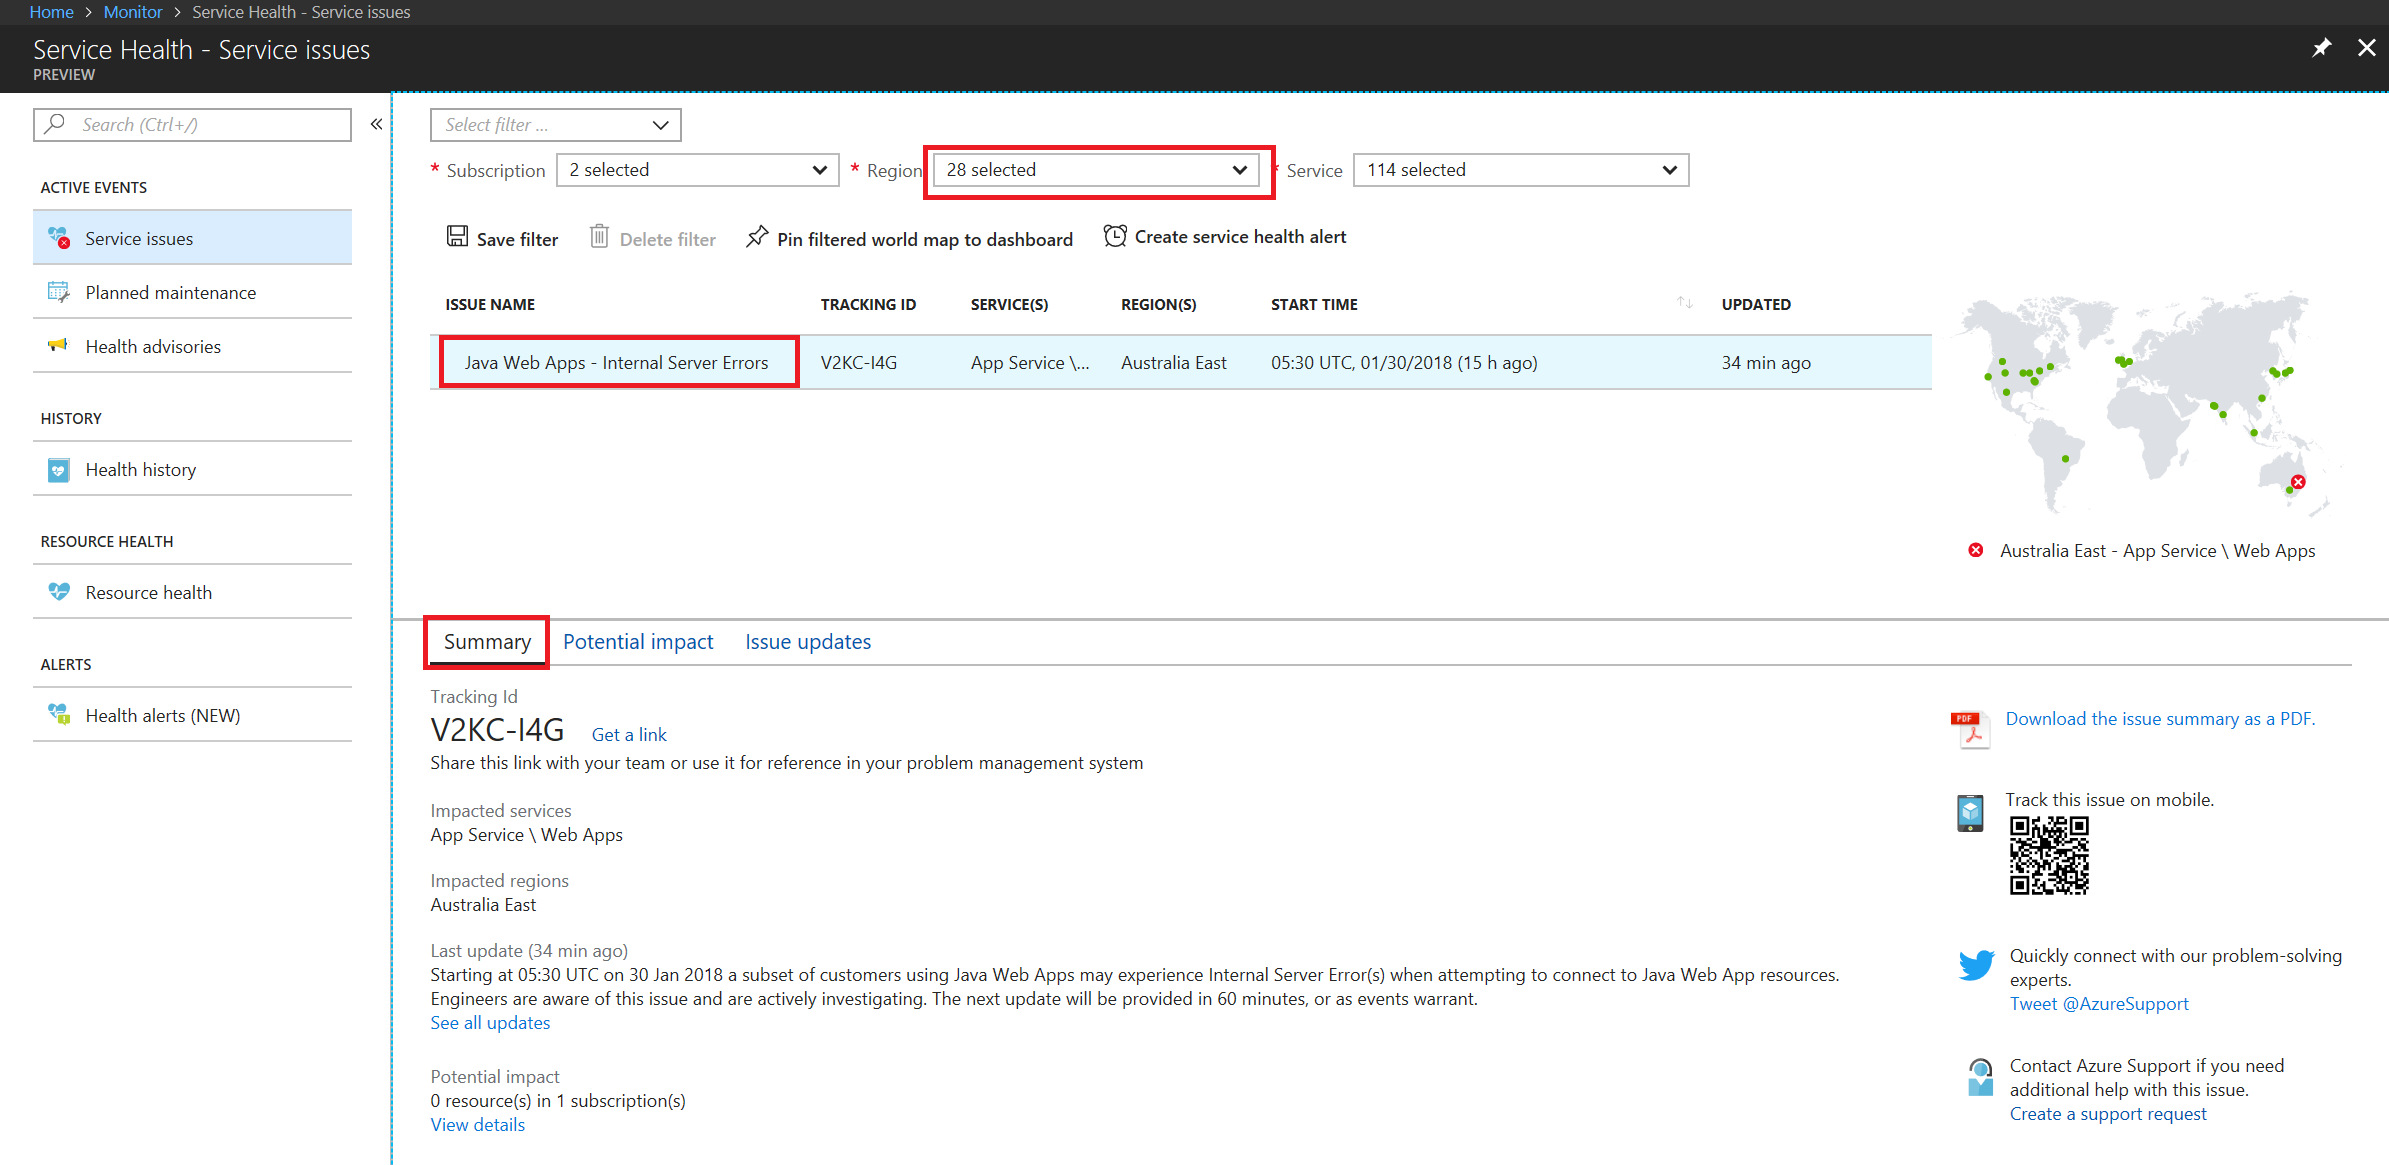 Home > Monitor > Service Health - Service issues
Service Health - Service issues
PREVIEW
Search (Ctrl+/)
«
ACTIVE EVENTS
Service issues
Planned maintenance
Health advisories
HISTORY
Health history
RESOURCE HEALTH
Resource health
ALERTS
Health alerts (NEW)
Select filter ...
* Subscription 2 selected * Region 28 selected * Service 114 selected
Save filter Delete filter Pin filtered world map to dashboard Create service health alert
ISSUE NAME TRACKING ID SERVICE(S) REGION(S) START TIME UPDATED
Java Web Apps - Internal Server Errors V2KC-I4G App Service \... Australia East 05:30 UTC, 01/30/2018 (15 h ago) 34 min ago
Australia East - App Service \ Web Apps
Summary Potential impact Issue updates
Tracking Id
V2KC-I4G Get a link
Share this link with your team or use it for reference in your problem management system
Impacted services
App Service \ Web Apps
Impacted regions
Australia East
Last update (34 min ago)
Starting at 05:30 UTC on 30 Jan 2018 a subset of customers using Java Web Apps may experience Internal Server Error(s) when attempting to connect to Java Web App resources.
Engineers are aware of this issue and are actively investigating. The next update will be provided in 60 minutes, or as events warrant.
See all updates
Potential impact
0 resource(s) in 1 subscription(s)
View details
PDF
Download the issue summary as a PDF.
Track this issue on mobile.
Quickly connect with our problem-solving
experts.
Tweet @AzureSupport
Contact Azure Support if you need
additional help with this issue.
Create a support request